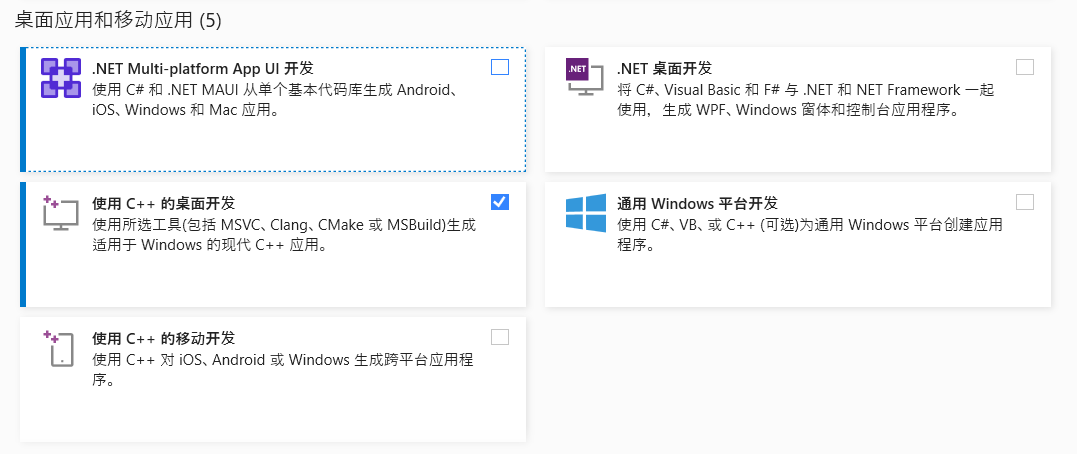 桌面应用和移动应用 (5)
.NET Multi-platform App UI 开发
使用 C# 和 .NET MAUI 从单个基本代码库生成 Android、
iOS、Windows 和 Mac 应用。
.NET
.NET 桌面开发
将 C#、Visual Basic 和 F# 与 .NET 和 NET Framework 一起
使用，生成 WPF、Windows 窗体和控制台应用程序。
使用 C++ 的桌面开发
使用所选工具(包括 MSVC、Clang、CMake 或 MSBuild)生成
适用于 Windows 的现代 C++ 应用。
通用 Windows 平台开发
使用 C#、VB、或 C++ (可选)为通用 Windows 平台创建应用
程序。
使用 C++ 的移动开发
使用 C++ 对 iOS、Android 或 Windows 生成跨平台应用程
序。